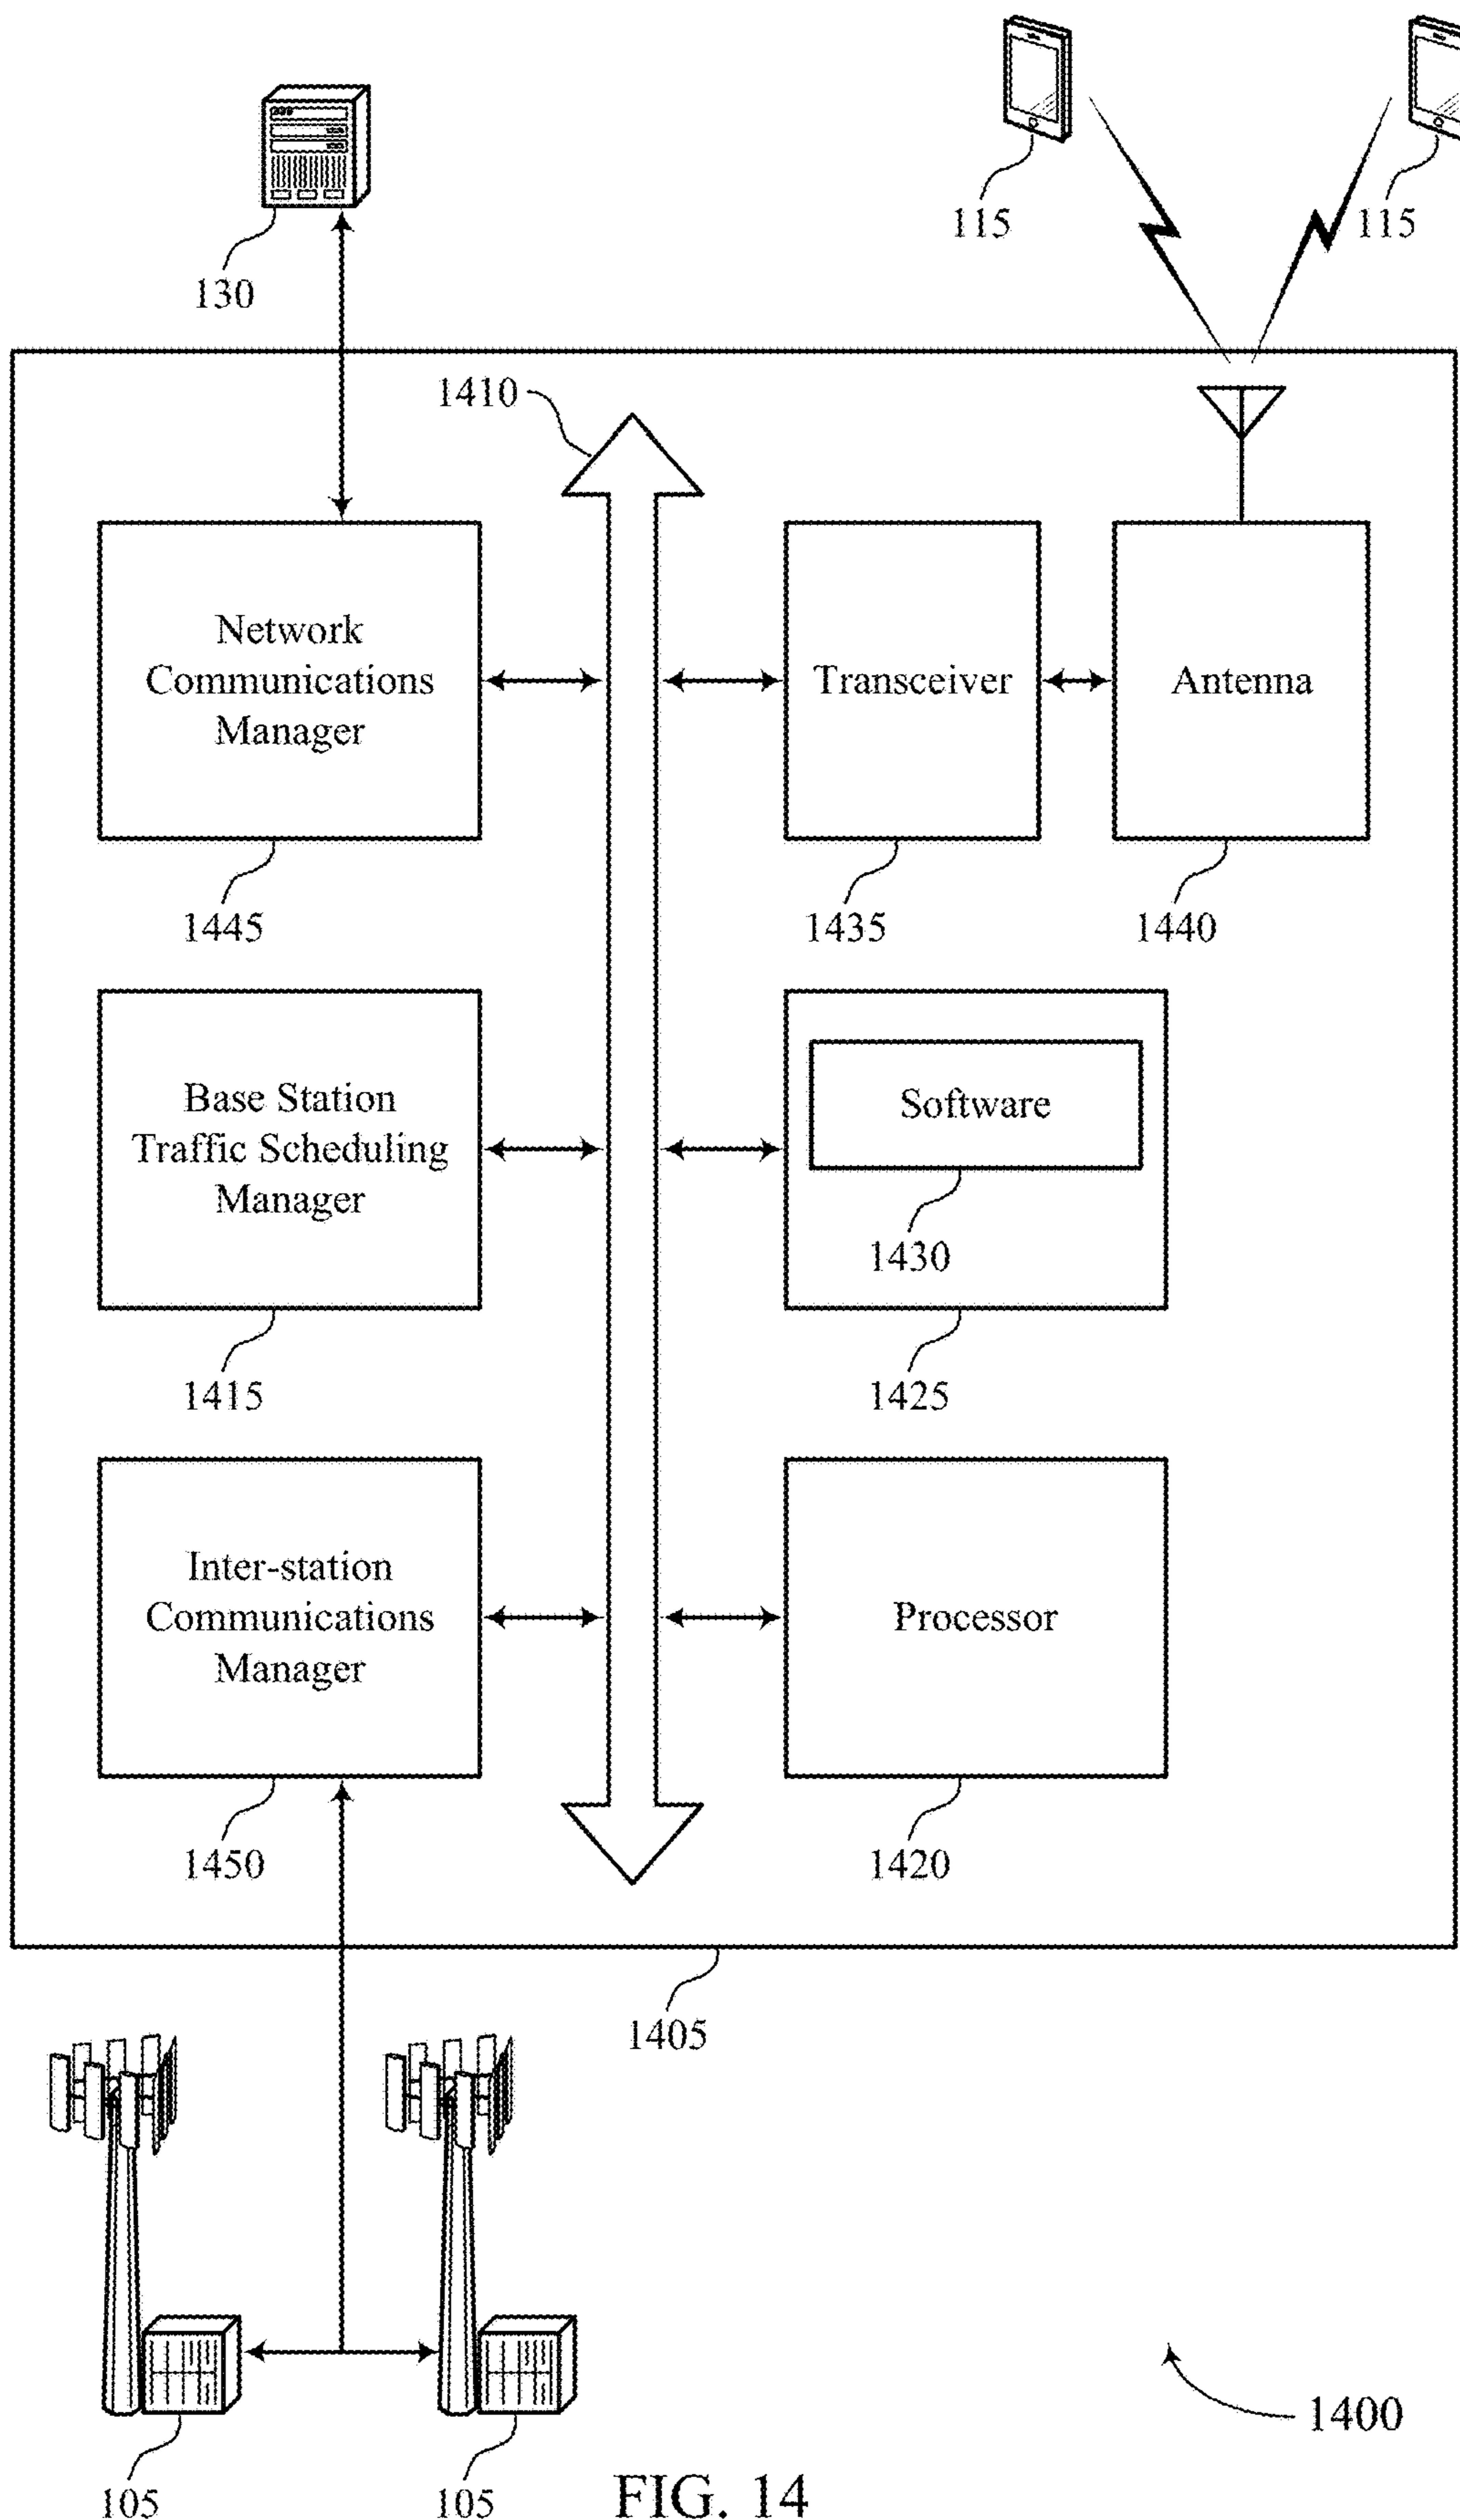 115
115
130
1410
Network
Communications
Manager
Transceiver
Antenna
1445
1435
1440
Base Station
Traffic Scheduling
Manager
Software
1430
1415
1425
Inter-station
Communications
Manager
Processor
1450
1420
1405
1400
105
105
FIG. 14